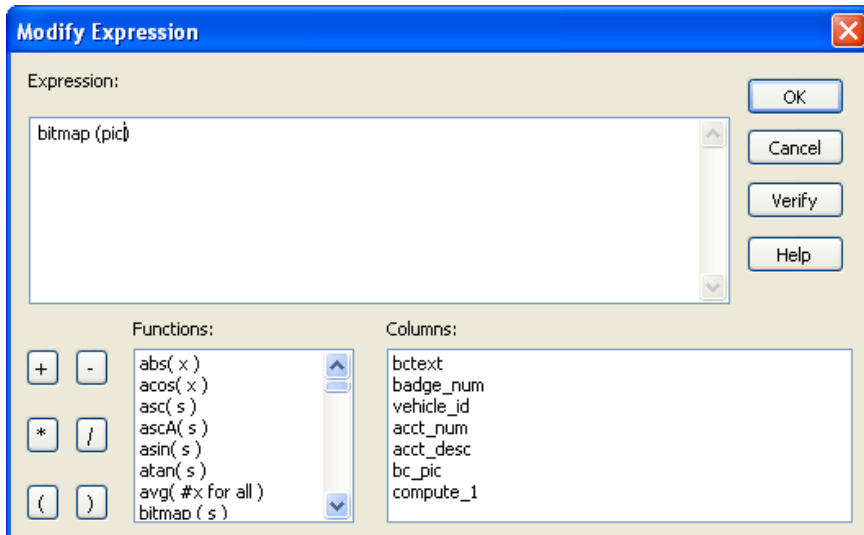 Modify Expression
Expression:
bitmap (pic)
OK
Cancel
Verify
Help
Functions:
Columns:
+ -
* /
( )
abs( x )
acos( x )
asc( s )
ascA( s )
asin( s )
atan( s )
avg( #x for all )
bitmap ( s )
bctext
badge_num
vehicle_id
acct_num
acct_desc
bc_pic
compute_1